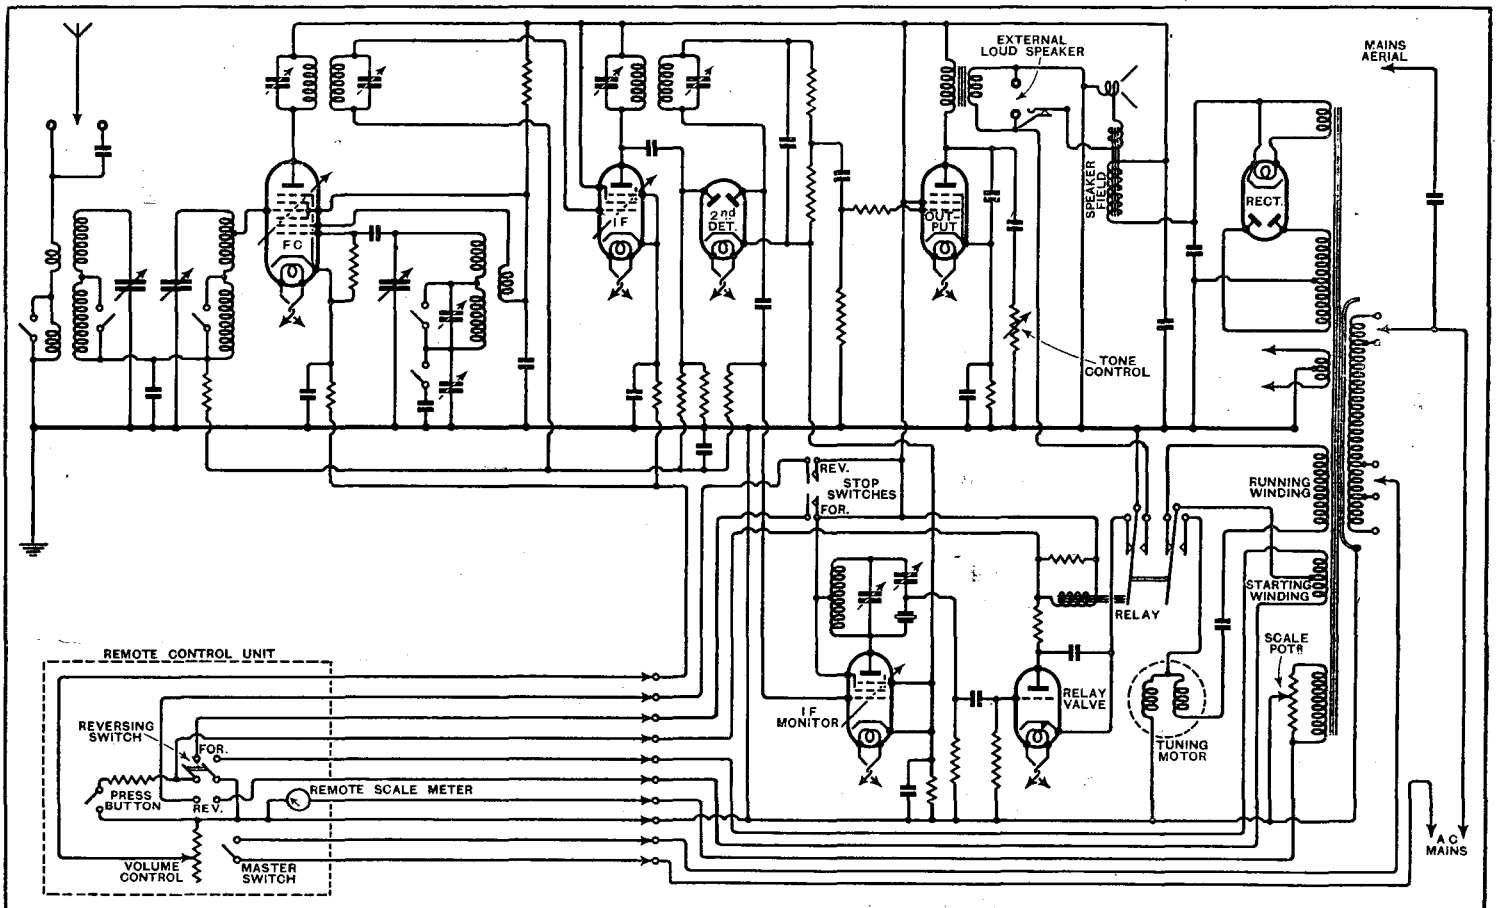 EXTERNAL
LOUD SPEAKER
MAINS
AERIAL
SPEAKER
FIELD
RECT.
FC
IF
2nd
DET.
OUT-
PUT
TONE
CONTROL
REV.
STOP
SWITCHES
FOR.
RUNNING
WINDING
STARTING
WINDING
RELAY
SCALE
POTR
REMOTE CONTROL UNIT
REVERSING
SWITCH
FOR.
IF
MONITOR
RELAY
VALVE
TUNING
MOTOR
PRESS
BUTTON
REV.
REMOTE SCALE METER
VOLUME
CONTROL
MASTER
SWITCH
AC
MAINS